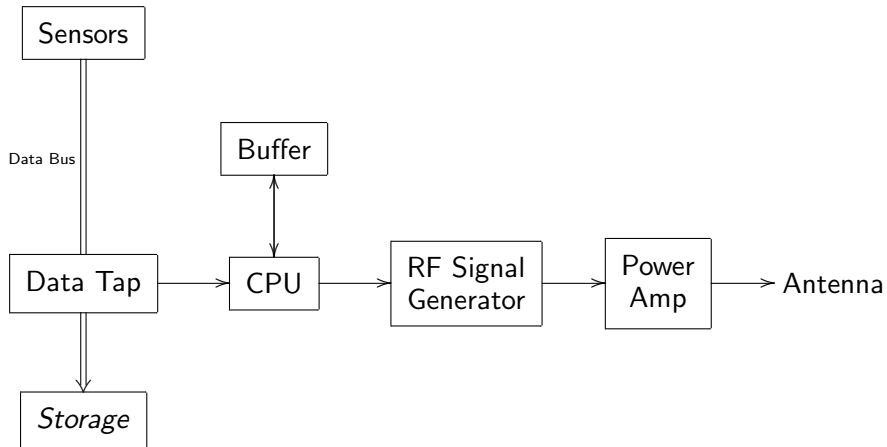 Sensors
Data Bus
Buffer
Data Tap
CPU
RF Signal
Generator
Power
Amp
Antenna
Storage